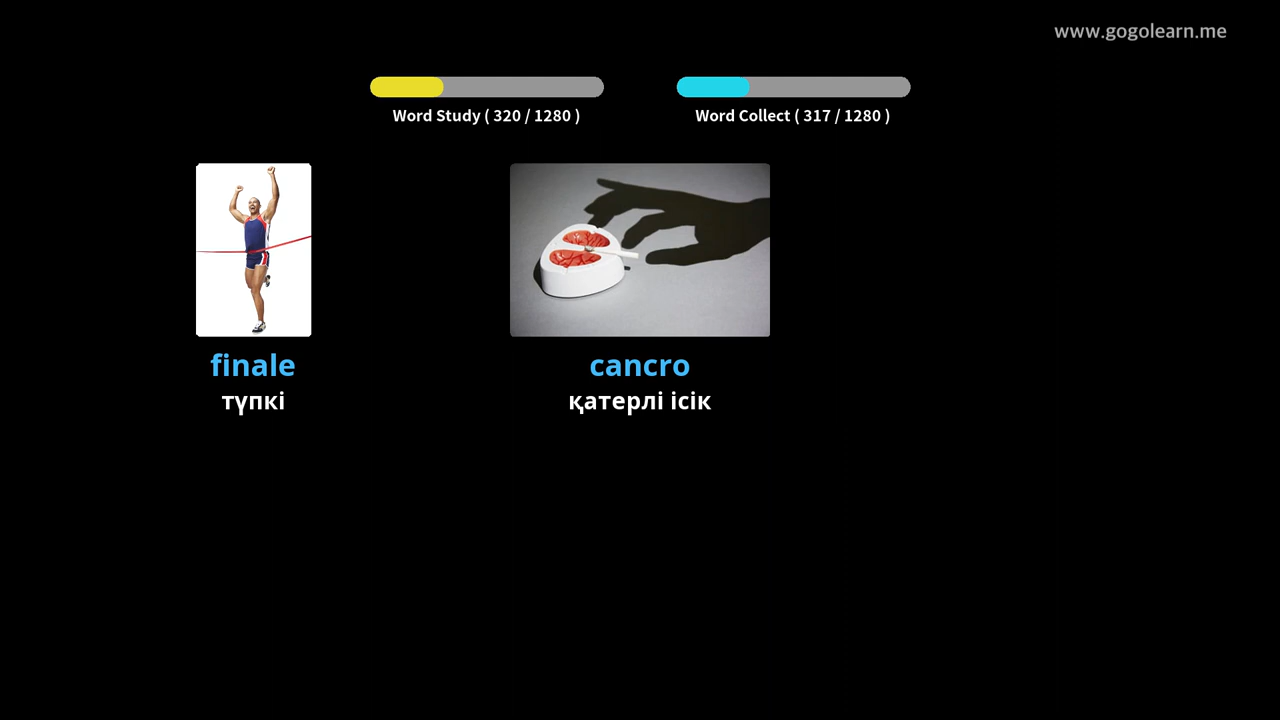 www.gogolearn.me
Word Study ( 320 / 1280 )
Word Collect ( 317 / 1280 )
finale
түпкі
cancro
қатерлі ісік